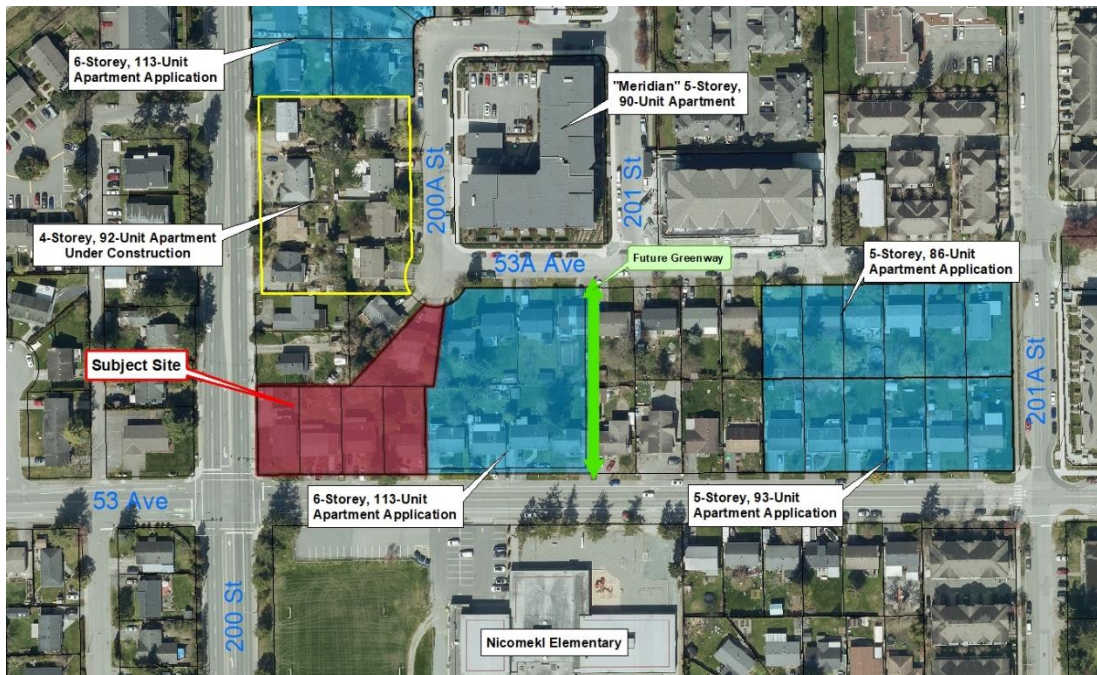 6-Storey, 113-Unit
Apartment Application
"Meridian" 5-Storey,
90-Unit Apartment
200A St
201 St
4-Storey, 92-Unit Apartment
Under Construction
53A Ave
Future Greenway
5-Storey, 86-Unit
Apartment Application
Subject Site
201A St
53 Ave
6-Storey, 113-Unit
Apartment Application
5-Storey, 93-Unit
Apartment Application
200 St
Nicomekl Elementary